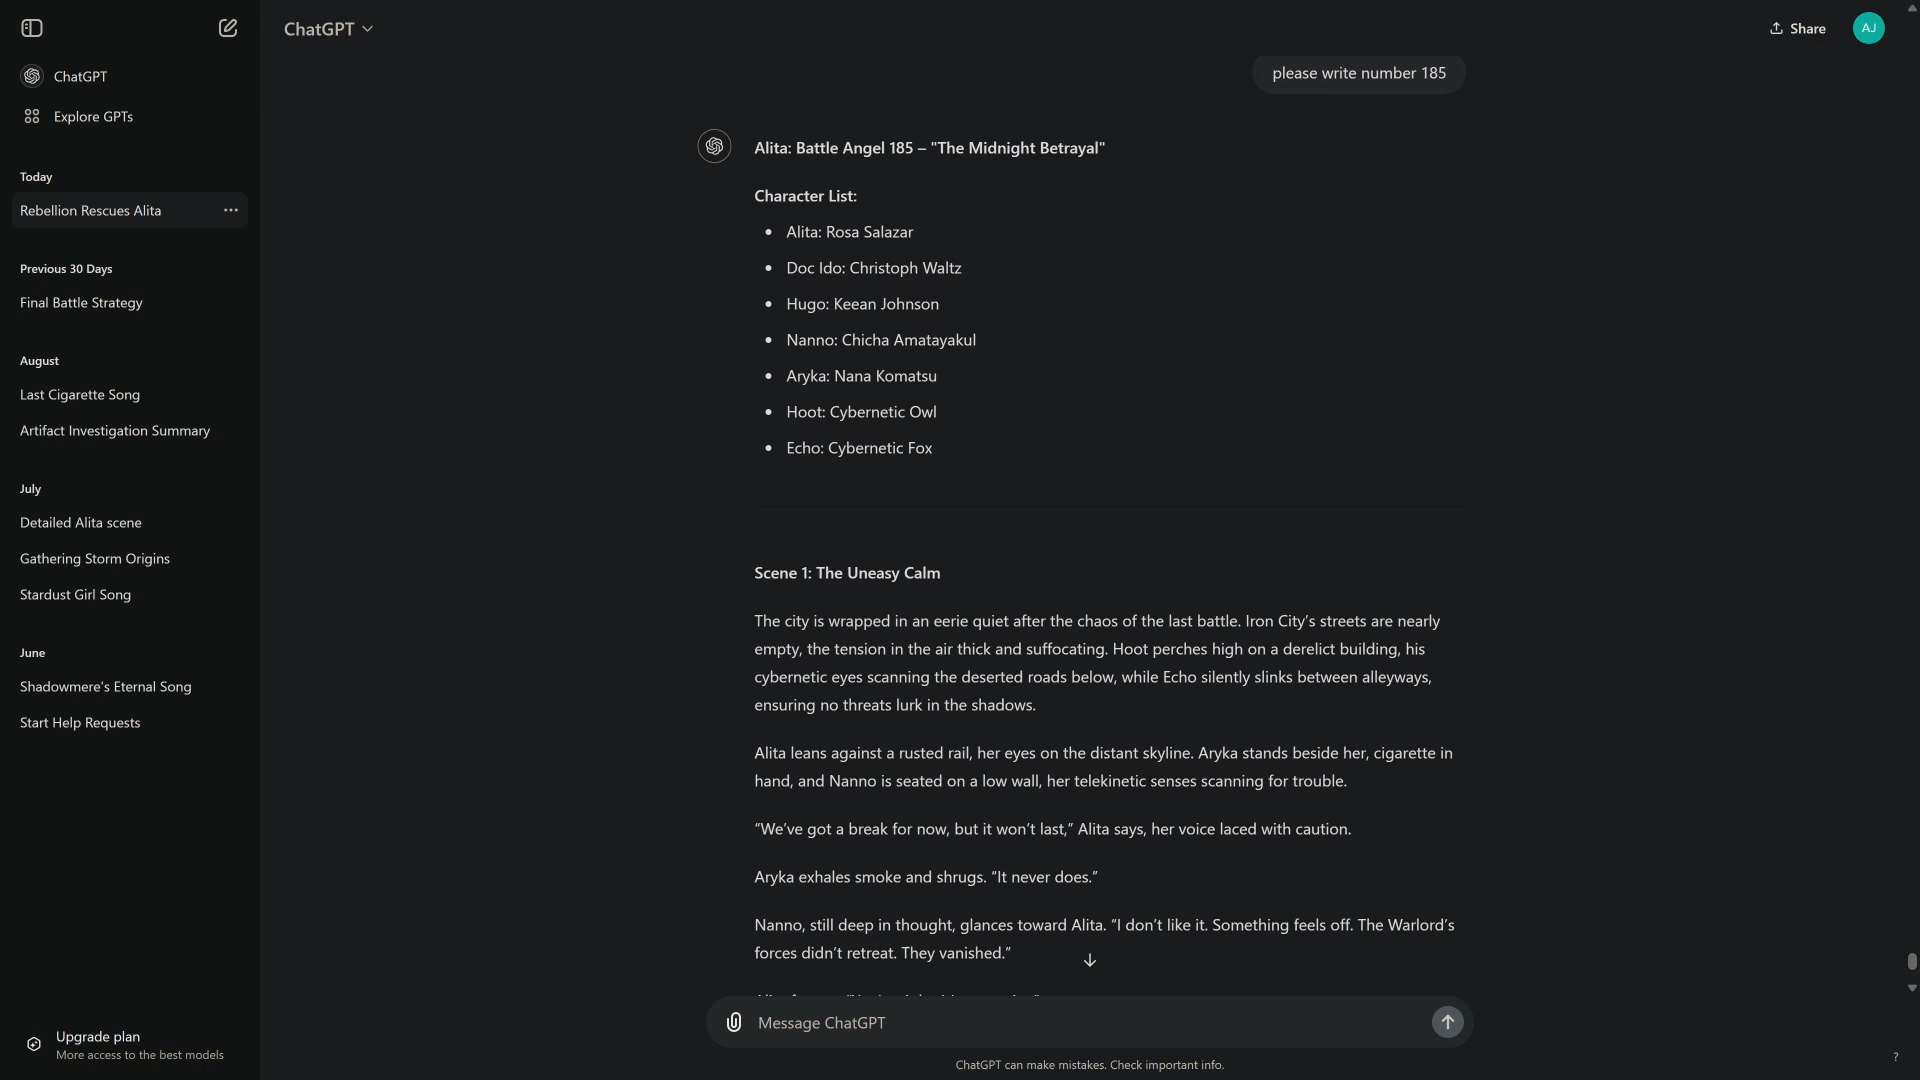 ChatGPT
Explore GPTs
Today
Rebellion Rescues Alita
Previous 30 Days
Final Battle Strategy
August
Last Cigarette Song
Artifact Investigation Summary
July
Detailed Alita scene
Gathering Storm Origins
Stardust Girl Song
June
Shadowmere's Eternal Song
Start Help Requests
Upgrade plan
More access to the best models
ChatGPT
Share
AJ
please write number 185
Alita: Battle Angel 185 – "The Midnight Betrayal"
Character List:
Alita: Rosa Salazar
Doc Ido: Christoph Waltz
Hugo: Keean Johnson
Nanno: Chicha Amatayakul
Aryka: Nana Komatsu
Hoot: Cybernetic Owl
Echo: Cybernetic Fox
Scene 1: The Uneasy Calm
The city is wrapped in an eerie quiet after the chaos of the last battle. Iron City’s streets are nearly
empty, the tension in the air thick and suffocating. Hoot perches high on a derelict building, his
cybernetic eyes scanning the deserted roads below, while Echo silently slinks between alleyways,
ensuring no threats lurk in the shadows.
Alita leans against a rusted rail, her eyes on the distant skyline. Aryka stands beside her, cigarette in
hand, and Nanno is seated on a low wall, her telekinetic senses scanning for trouble.
“We’ve got a break for now, but it won’t last,” Alita says, her voice laced with caution.
Aryka exhales smoke and shrugs. “It never does.”
Nanno, still deep in thought, glances toward Alita. “I don’t like it. Something feels off. The Warlord’s
forces didn’t retreat. They vanished.”
Message ChatGPT
ChatGPT can make mistakes. Check important info.
?